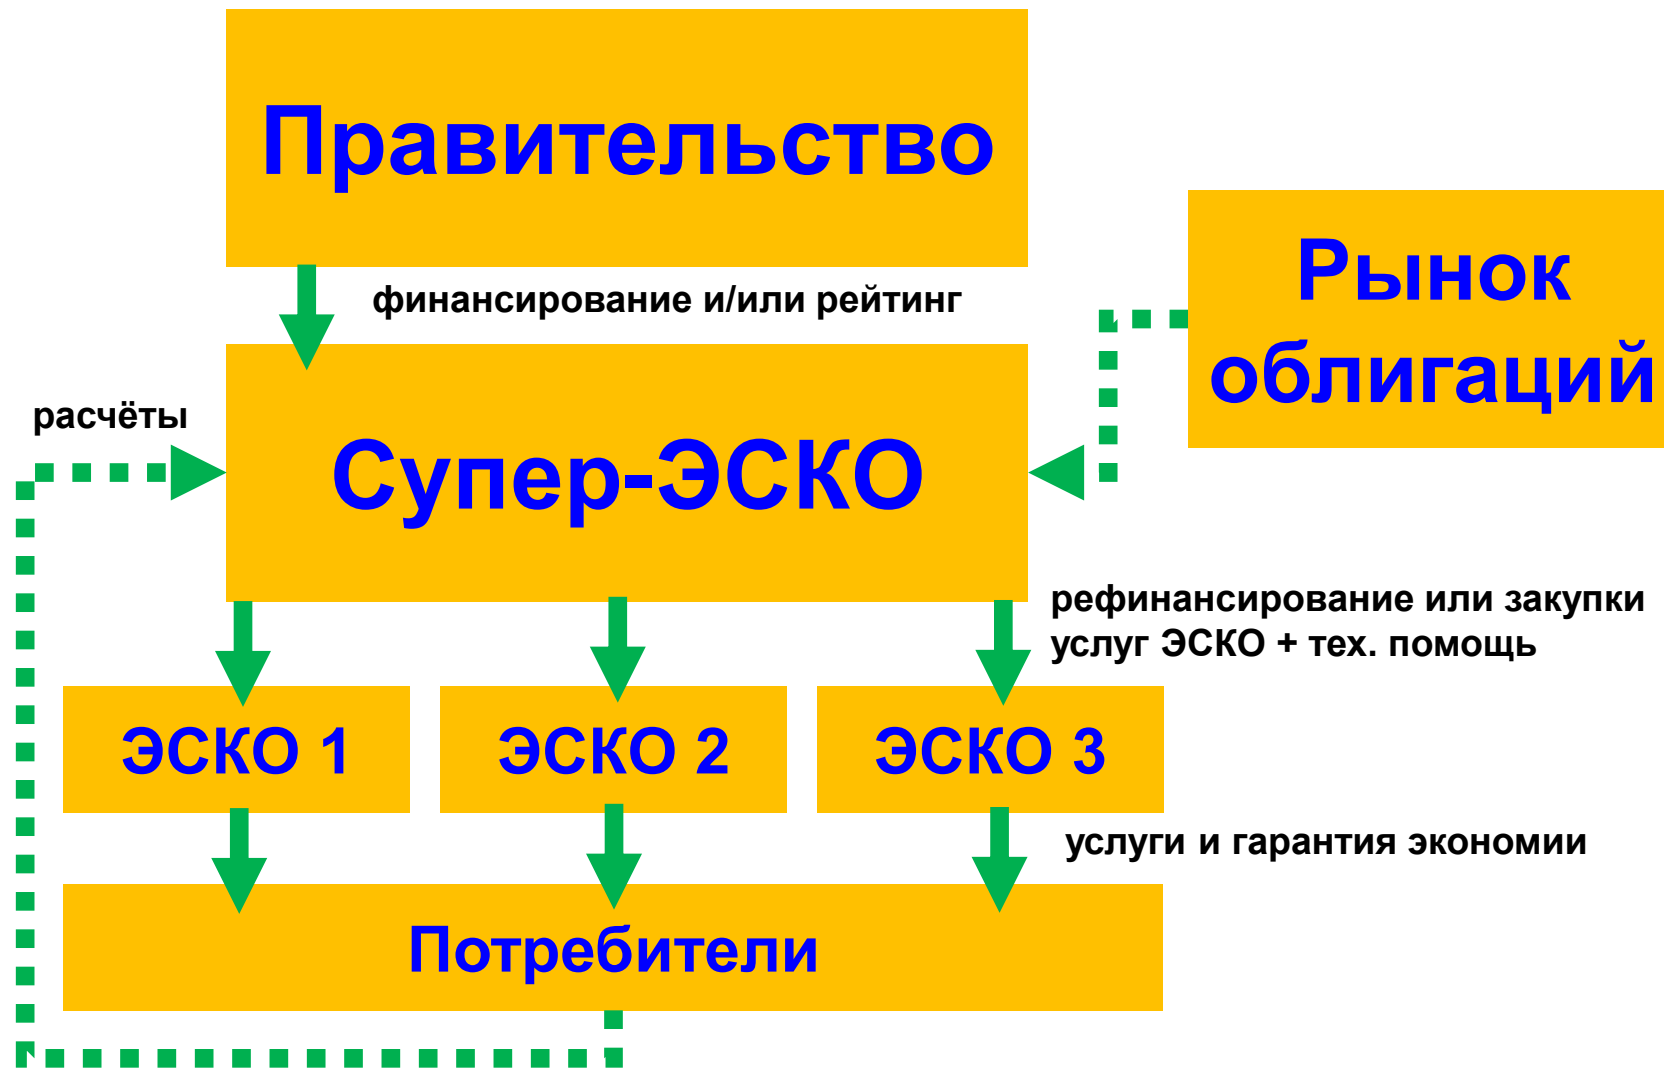 Правительство
финансирование и/или рейтинг
Рынок
облигаций
расчёты
Супер-ЭСКО
рефинансирование или закупки
услуг ЭСКО + тех. помощь
ЭСКО 1
ЭСКО 2
ЭСКО 3
услуги и гарантия экономии
Потребители